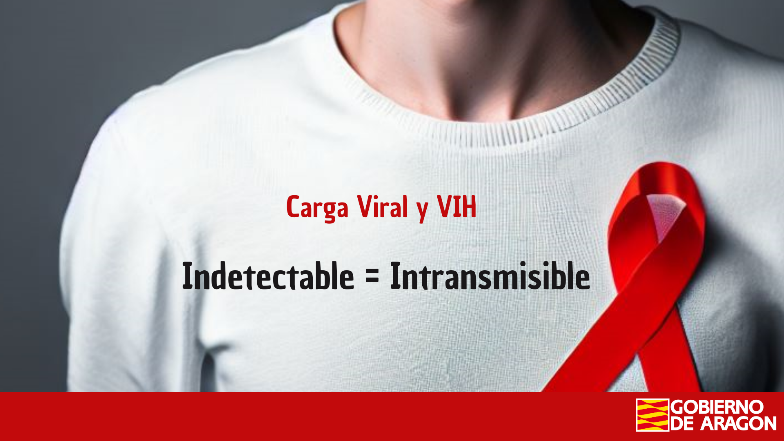 Carga Viral y VIH
Indetectable = Intransmisible
GOBIERNO
DE ARAGON